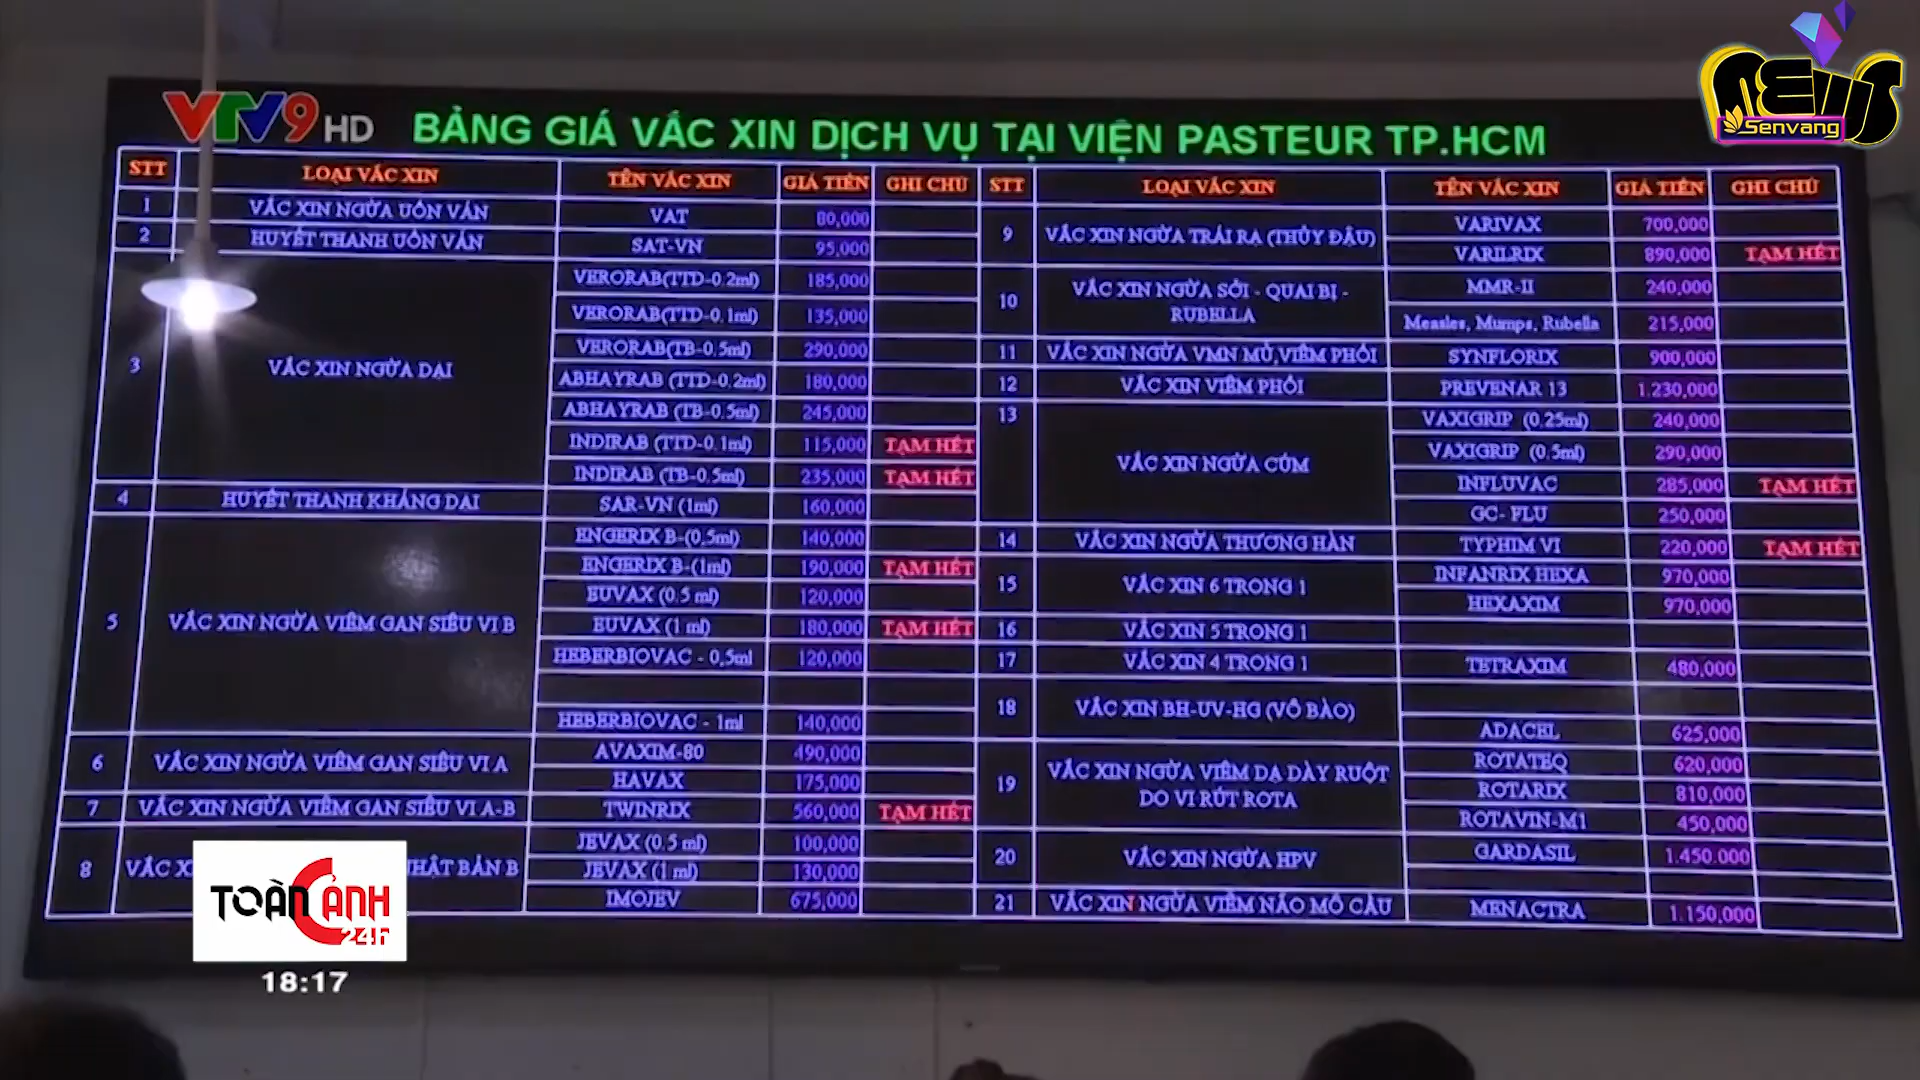 NEWS
Senvang
VTV9 HD
BẢNG GIÁ VẮC XIN DỊCH VỤ TẠI VIỆN PASTEUR TP.HCM
STT LOẠI VẮC XIN TÊN VẮC XIN GIÁ TIỀN GHI CHÚ
1 VẮC XIN NGỪA UỐN VÁN VAT 80,000
2 HUYẾT THANH UỐN VÁN SAT-VN 95,000
3 VẮC XIN NGỪA DẠI
VERORAB(TTD-0.2ml) 185,000
VERORAB(TTD-0.1ml) 135,000
VERORAB(TB-0.5ml) 290,000
ABHAYRAB (TTD-0.2ml) 180,000
ABHAYRAB (TB-0.5ml) 245,000
INDIRAB (TTD-0.1ml) 115,000 TẠM HẾT
INDIRAB (TB-0.5ml) 235,000 TẠM HẾT
4 HUYẾT THANH KHÁNG DẠI SAR-VN (1ml) 160,000
5 VẮC XIN NGỪA VIÊM GAN SIÊU VI B
ENGERIX B-(0,5ml) 140,000
ENGERIX B-(1ml) 190,000 TẠM HẾT
EUVAX (0.5 ml) 120,000
EUVAX (1 ml) 180,000 TẠM HẾT
HEBERBIOVAC - 0,5ml 120,000
HEBERBIOVAC - 1ml 140,000
6 VẮC XIN NGỪA VIÊM GAN SIÊU VI A
AVAXIM-80 490,000
HAVAX 175,000
7 VẮC XIN NGỪA VIÊM GAN SIÊU VI A-B TWINRIX 560,000 TẠM HẾT
8 VẮC NHẬT BẢN B
JEVAX (0.5 ml) 100,000
JEVAX (1 ml) 130,000
IMOJEV 675,000
STT LOẠI VẮC XIN TÊN VẮC XIN GIÁ TIỀN GHI CHÚ
9 VẮC XIN NGỪA TRÁI RẠ (THỦY ĐẬU)
VARIVAX 700,000
VARILRIX 890,000 TẠM HẾT
10 VẮC XIN NGỪA SỞI - QUAI BỊ -
RUBELLA
MMR-II 240,000
Measles, Mumps, Rubella 215,000
11 VẮC XIN NGỪA VMN MỦ,VIÊM PHỔI SYNFLORIX 900,000
12 VẮC XIN VIÊM PHỔI PREVENAR 13 1.230,000
13 VẮC XIN NGỪA CÚM
VAXIGRIP (0.25ml) 240,000
VAXIGRIP (0.5ml) 290,000
INFLUVAC 285,000 TẠM HẾT
GC- FLU 250,000
14 VẮC XIN NGỪA THƯƠNG HÀN TYPHIM VI 220,000 TẠM HẾT
15 VẮC XIN 6 TRONG 1
INFANRIX HEXA 970,000
HEXAXIM 970,000
16 VẮC XIN 5 TRONG 1
17 VẮC XIN 4 TRONG 1 TETRAXIM 480,000
18 VẮC XIN BH-UV-HG (VÔ BÀO)
ADACEL 625,000
19 VẮC XIN NGỪA VIÊM DẠ DÀY RUỘT
DO VI RÚT ROTA
ROTATEQ 620,000
ROTARIX 810,000
ROTAVIN-M1 450,000
20 VẮC XIN NGỪA HPV GARDASIL 1.450.000
21 VẮC XIN NGỪA VIÊM NÃO MÔ CẦU MENACTRA 1.150,000
TOÀN CẢNH
24h
18:17